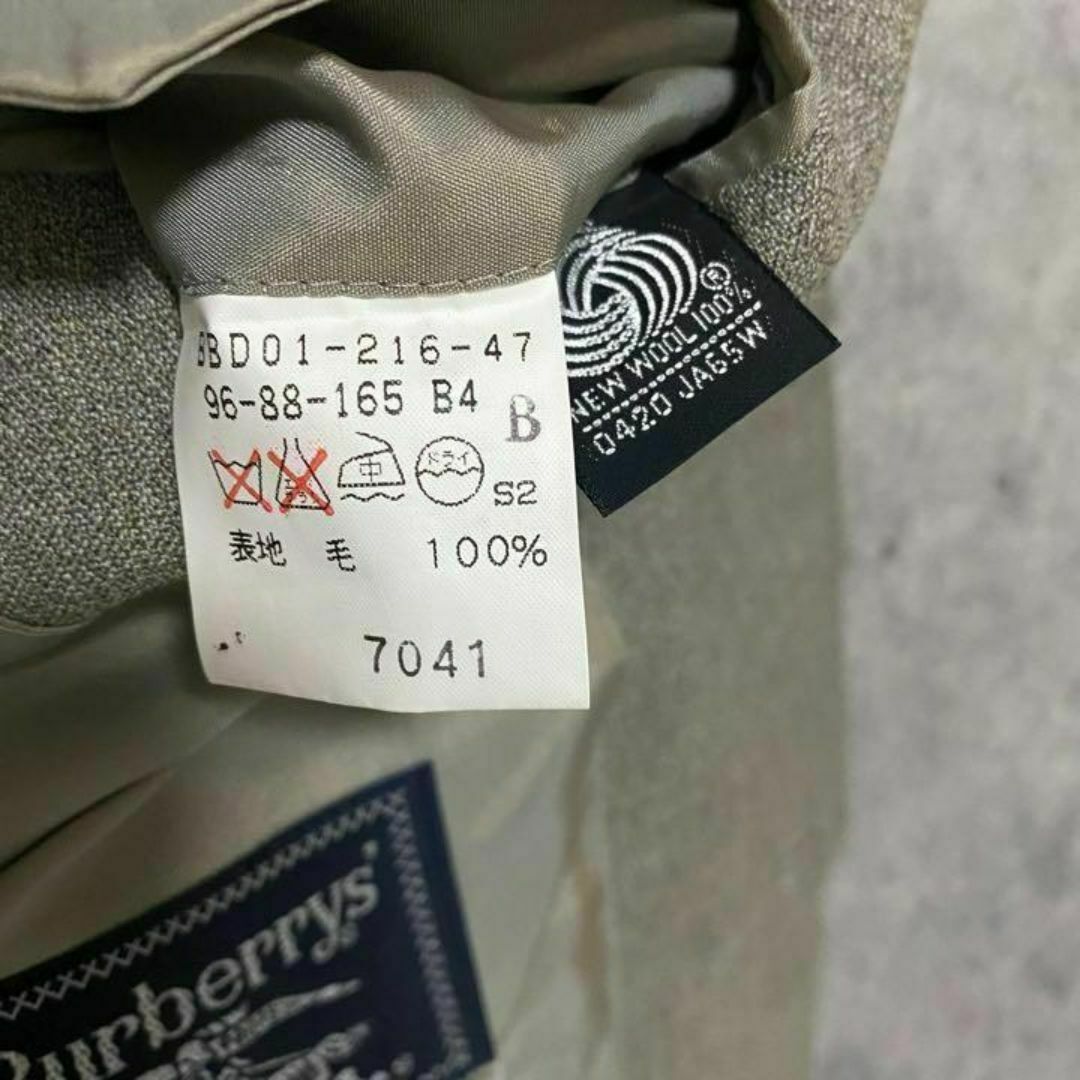 BBD01-216-47
96-88-165 B4
B
中 ドライ
S2
表地 毛 100%
7041
®
NEW WOOL 100%
0420 JA65W
Burberrys